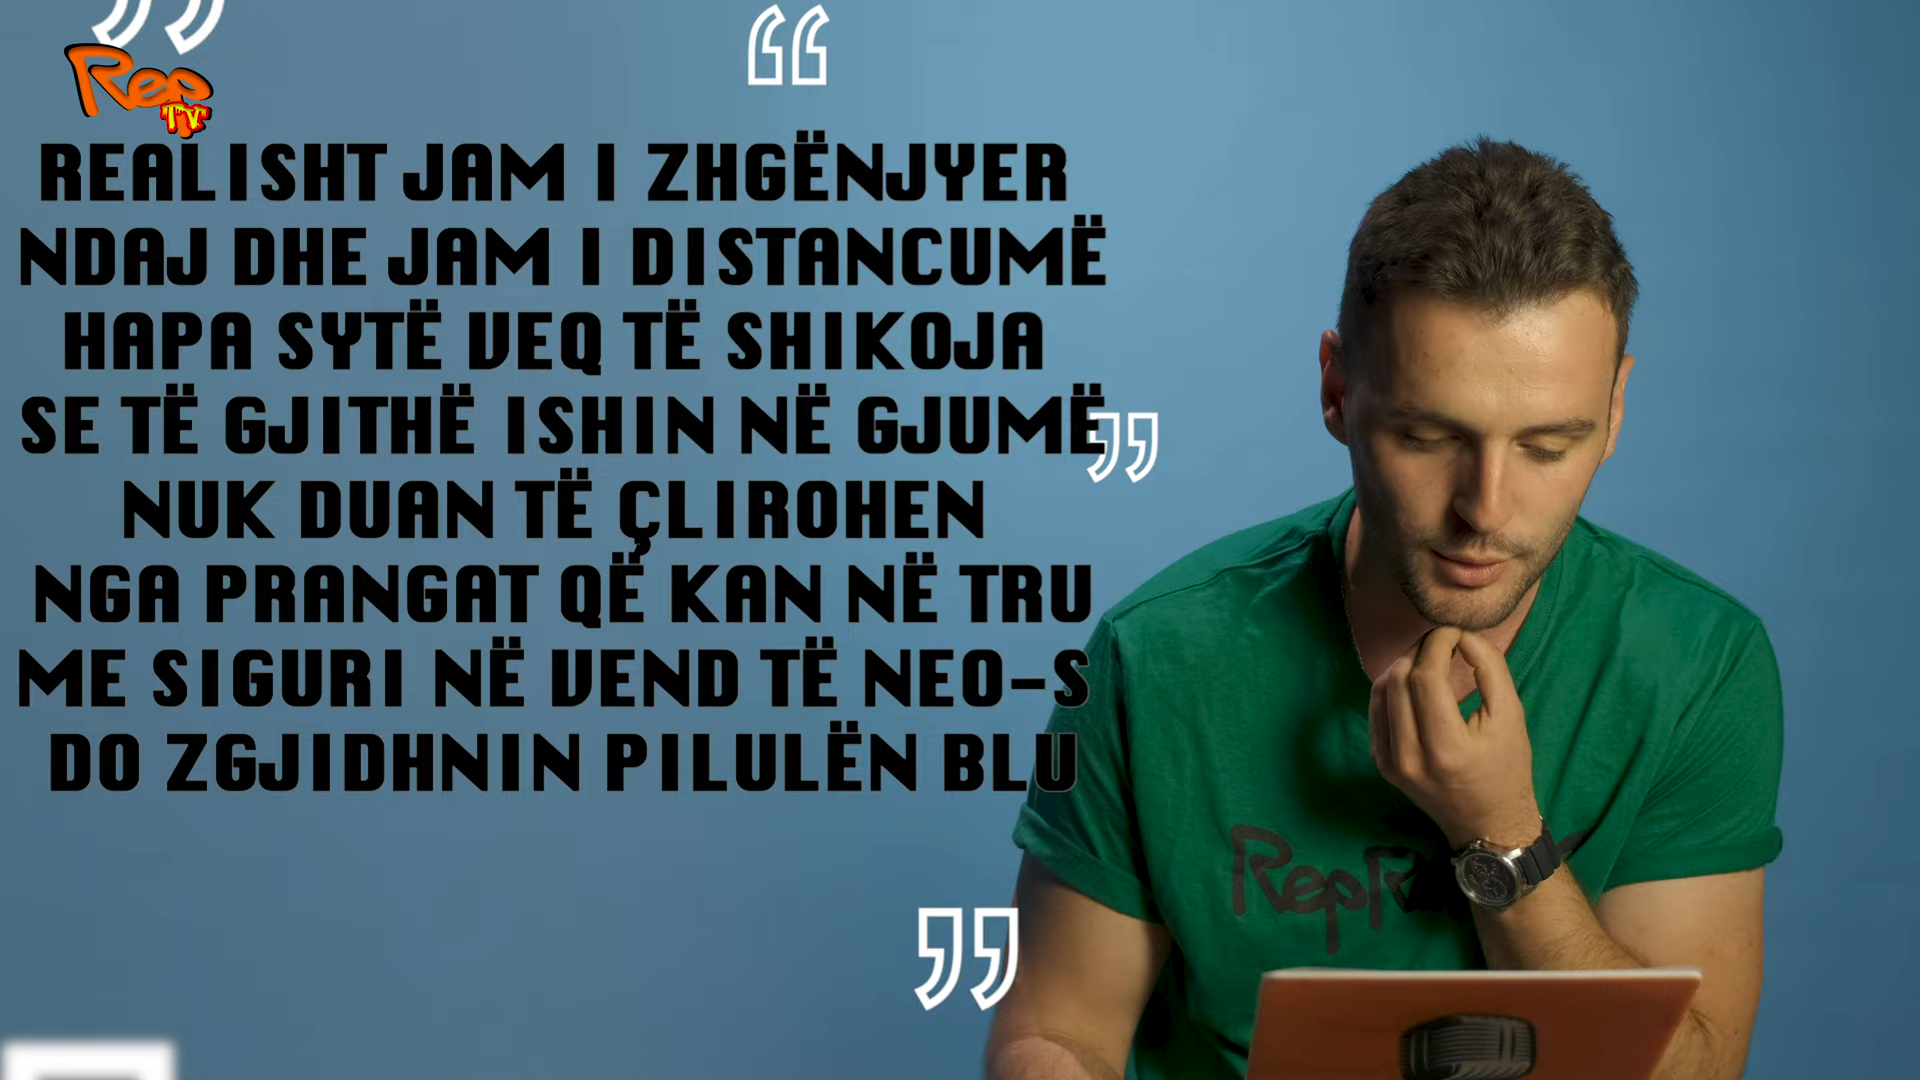 Rep
TV
REALISHT JAM I ZHGËNJYER
NDAJ DHE JAM I DISTANCUMË
HAPA SYTË VEQ TË SHIKOJA
SE TË GJITHË ISHIN NË GJUMË
NUK DUAN TË ÇLIROHEN
NGA PRANGAT QË KAN NË TRU
ME SIGURI NË VEND TË NEO-S
DO ZGJIDHNIN PILULËN BLU